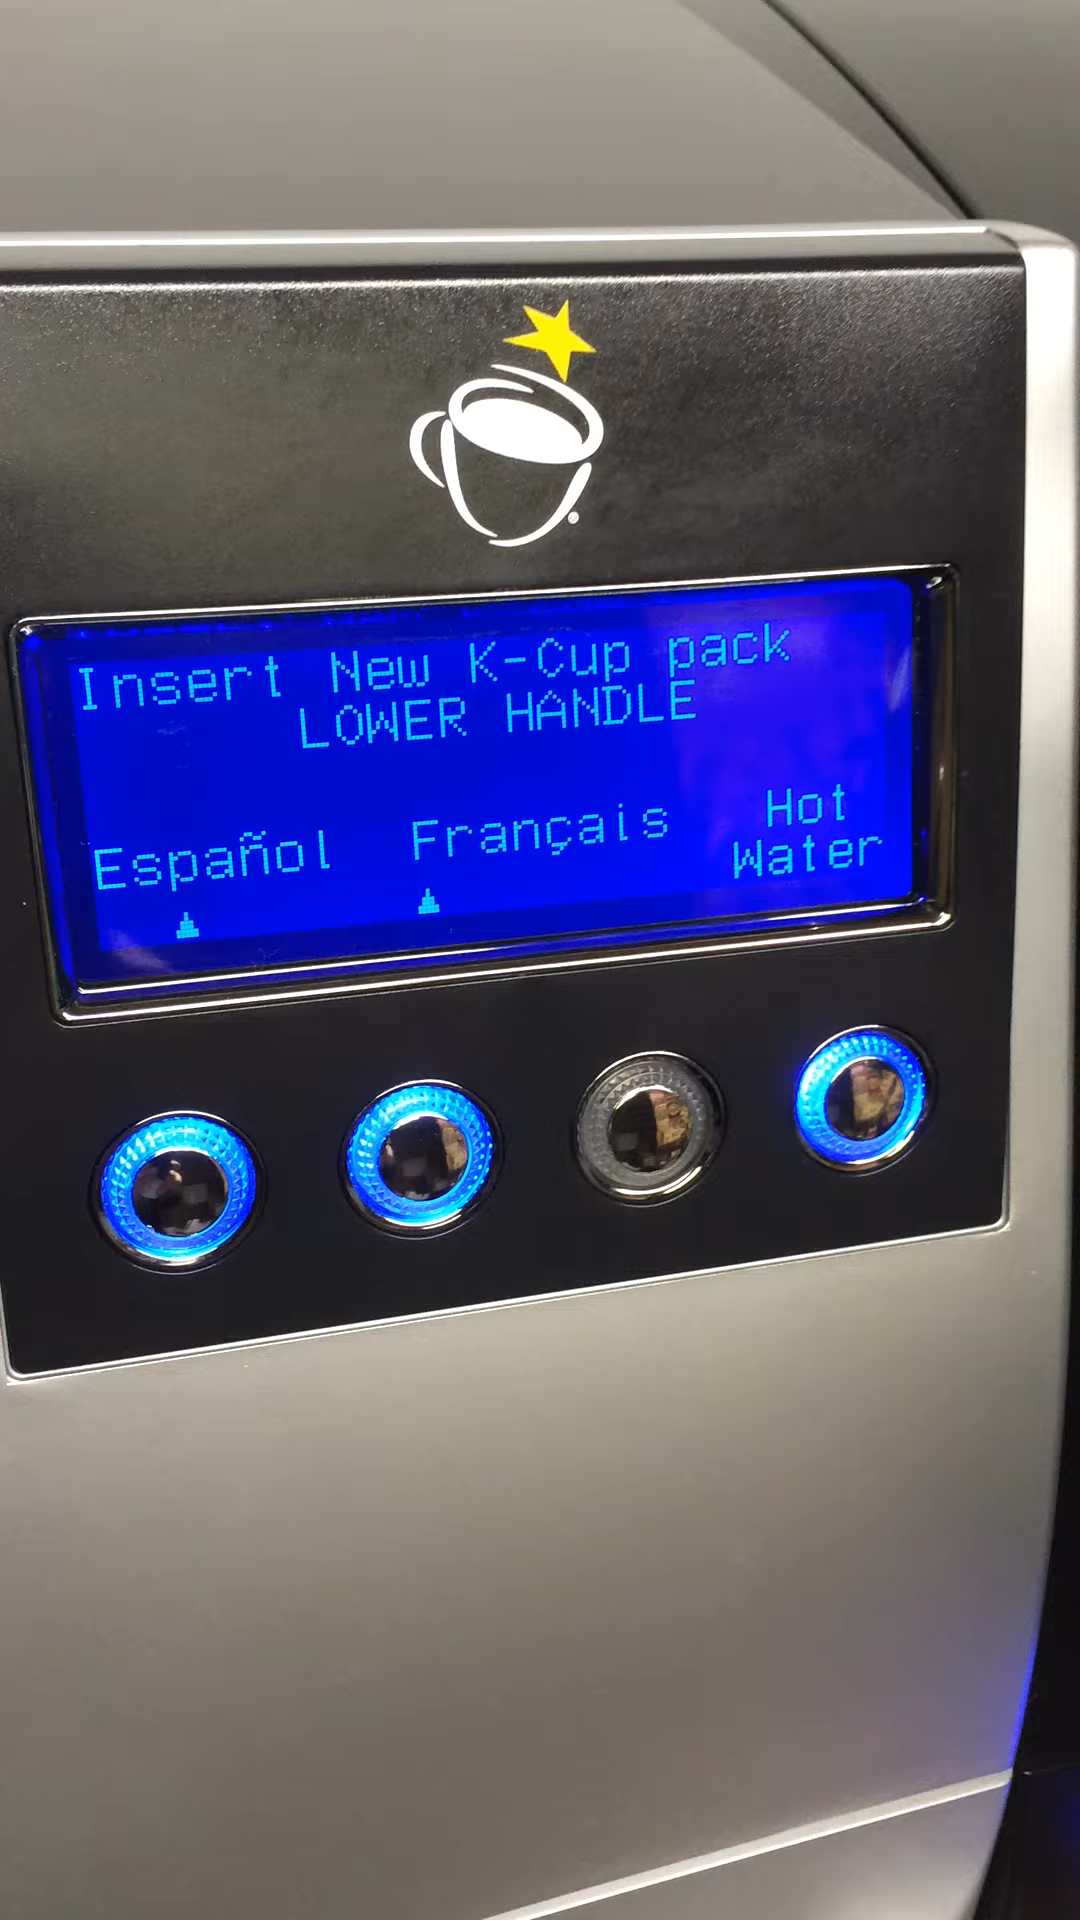 Insert New K-Cup pack
LOWER HANDLE
Español Français Hot
Water
®